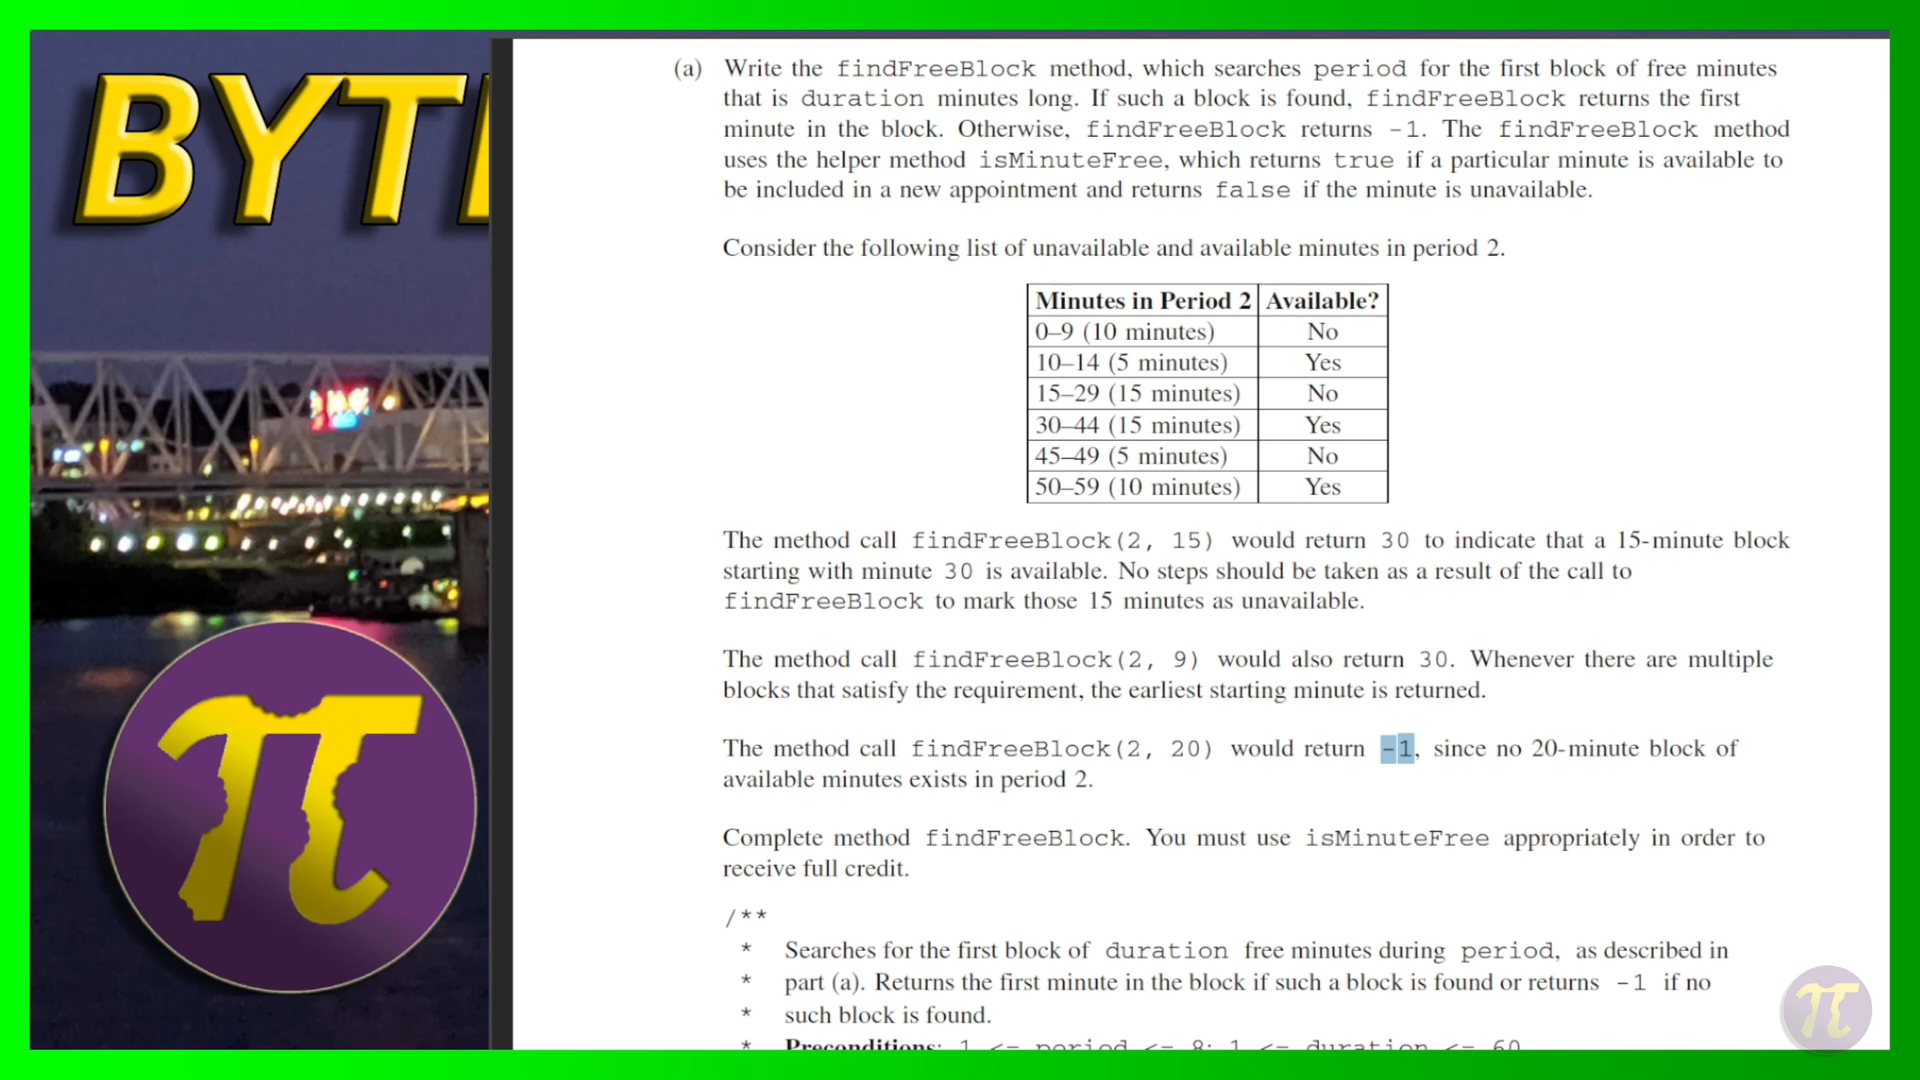 BYT
(a) Write the findFreeBlock method, which searches period for the first block of free minutes
that is duration minutes long. If such a block is found, findFreeBlock returns the first
minute in the block. Otherwise, findFreeBlock returns -1. The findFreeBlock method
uses the helper method isMinuteFree, which returns true if a particular minute is available to
be included in a new appointment and returns false if the minute is unavailable.
Consider the following list of unavailable and available minutes in period 2.
Minutes in Period 2 Available?
0–9 (10 minutes) No
10–14 (5 minutes) Yes
15–29 (15 minutes) No
30–44 (15 minutes) Yes
45–49 (5 minutes) No
50–59 (10 minutes) Yes
The method call findFreeBlock(2, 15) would return 30 to indicate that a 15-minute block
starting with minute 30 is available. No steps should be taken as a result of the call to
findFreeBlock to mark those 15 minutes as unavailable.
The method call findFreeBlock(2, 9) would also return 30. Whenever there are multiple
blocks that satisfy the requirement, the earliest starting minute is returned.
The method call findFreeBlock(2, 20) would return -1, since no 20-minute block of
available minutes exists in period 2.
Complete method findFreeBlock. You must use isMinuteFree appropriately in order to
receive full credit.
/**
* Searches for the first block of duration free minutes during period, as described in
* part (a). Returns the first minute in the block if such a block is found or returns -1 if no
* such block is found.
* Preconditions: 1 <= period <= 8; 1 <= duration <= 60
π
π